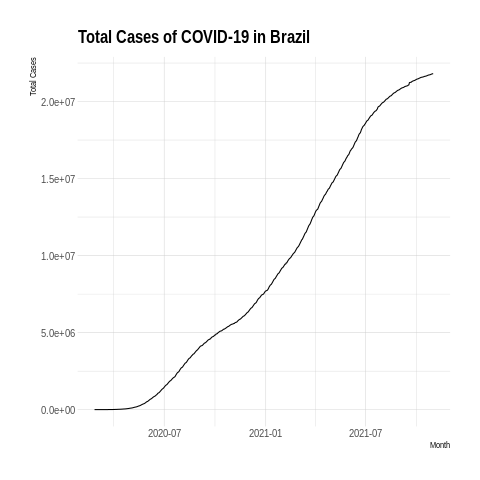 Total Cases of COVID-19 in Brazil
Total Cases
2.0e+07
1.5e+07
1.0e+07
5.0e+06
0.0e+00
2020-07 2021-01 2021-07
Month